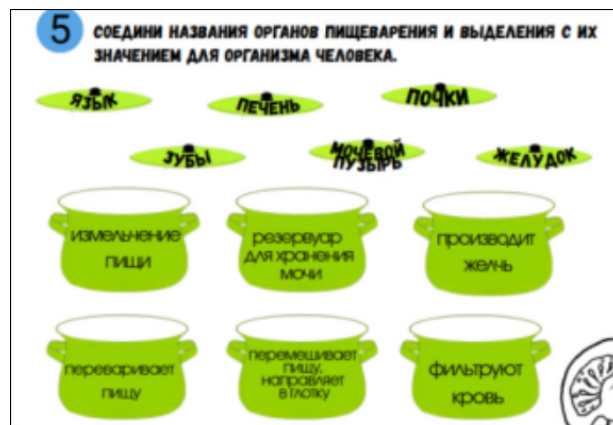 5
СОЕДИНИ НАЗВАНИЯ ОРГАНОВ ПИЩЕВАРЕНИЯ И ВЫДЕЛЕНИЯ С ИХ
ЗНАЧЕНИЕМ ДЛЯ ОРГАНИЗМА ЧЕЛОВЕКА.
ЯЗЫК
ПЕЧЕНЬ
ПОЧКИ
ЗУБЫ
МОЧЕВОЙ
ПУЗЫРЬ
ЖЕЛУДОК
измельчение
пищи
резервуар
для хранения
мочи
производит
желчь
переваривает
пищу
перемешивает
пищу,
направляет
в глотку
фильтруют
кровь